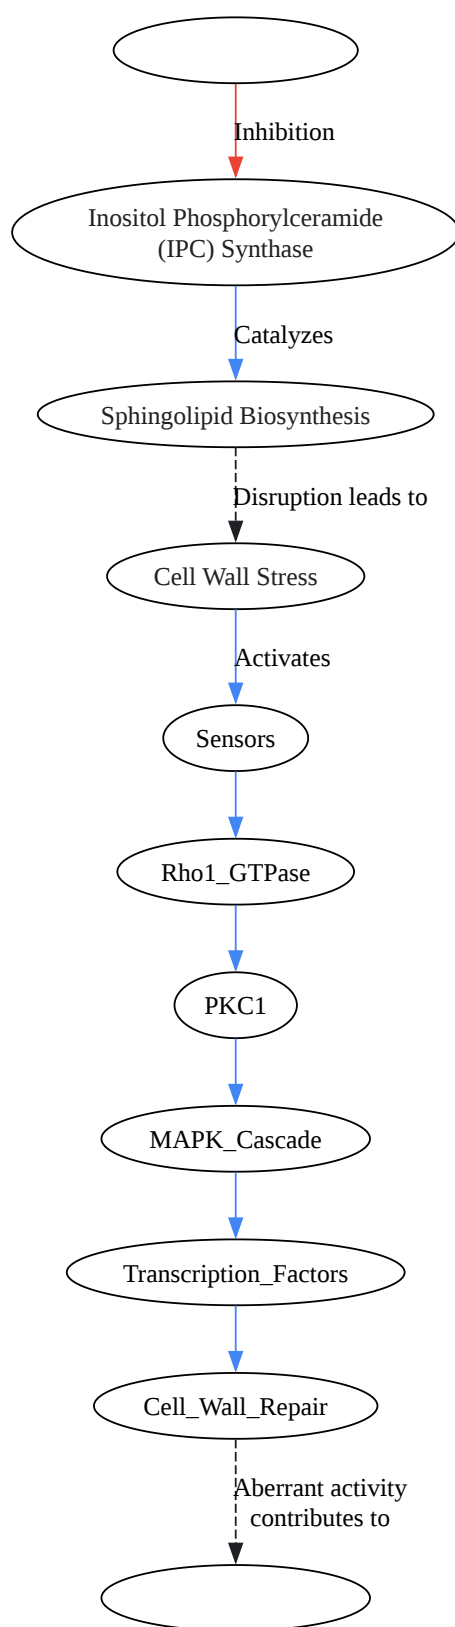 Inhibition
Inositol Phosphorylceramide
(IPC) Synthase
Catalyzes
Sphingolipid Biosynthesis
Disruption leads to
Cell Wall Stress
Activates
Sensors
Rho1_GTPase
PKC1
MAPK_Cascade
Transcription_Factors
Cell_Wall_Repair
Aberrant activity
contributes to